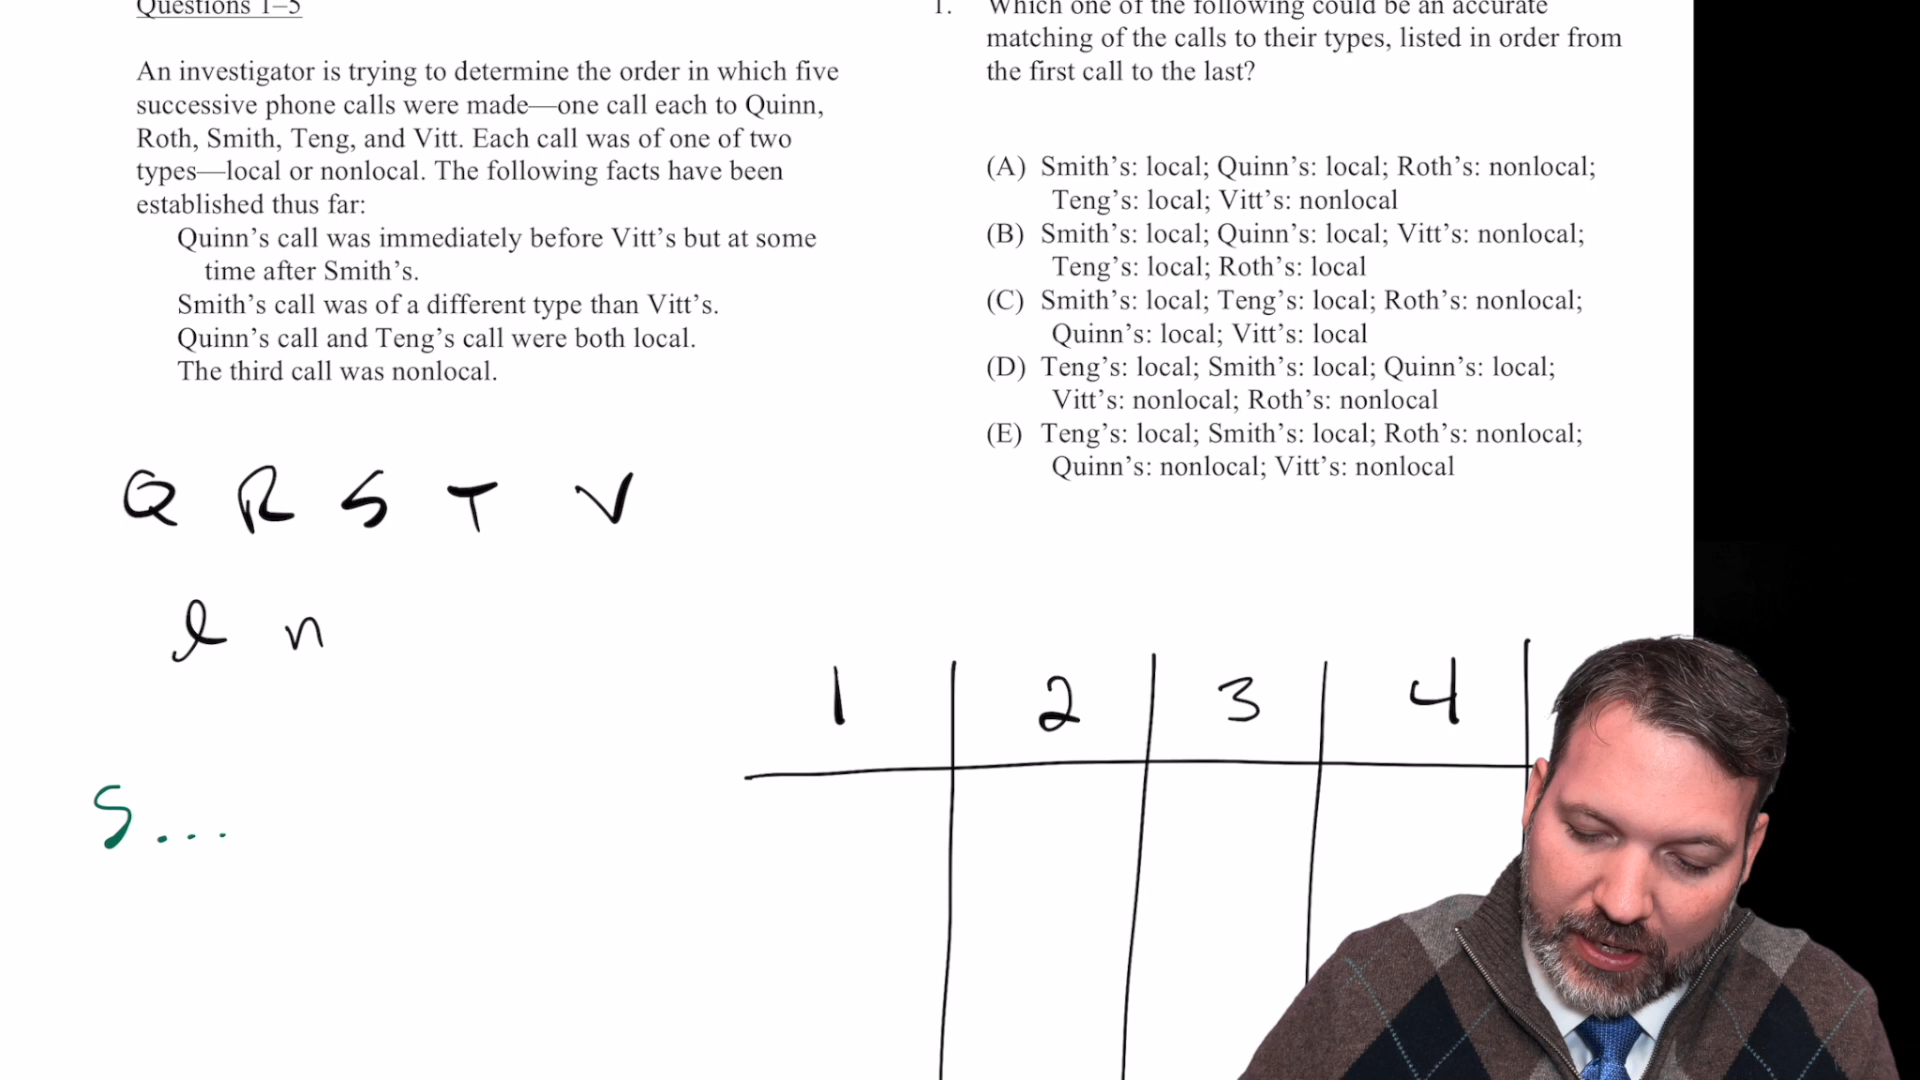 Questions 1–5
An investigator is trying to determine the order in which five
successive phone calls were made—one call each to Quinn,
Roth, Smith, Teng, and Vitt. Each call was of one of two
types—local or nonlocal. The following facts have been
established thus far:
Quinn’s call was immediately before Vitt’s but at some
time after Smith’s.
Smith’s call was of a different type than Vitt’s.
Quinn’s call and Teng’s call were both local.
The third call was nonlocal.
1. Which one of the following could be an accurate
matching of the calls to their types, listed in order from
the first call to the last?
(A) Smith’s: local; Quinn’s: local; Roth’s: nonlocal;
Teng’s: local; Vitt’s: nonlocal
(B) Smith’s: local; Quinn’s: local; Vitt’s: nonlocal;
Teng’s: local; Roth’s: local
(C) Smith’s: local; Teng’s: local; Roth’s: nonlocal;
Quinn’s: local; Vitt’s: local
(D) Teng’s: local; Smith’s: local; Quinn’s: local;
Vitt’s: nonlocal; Roth’s: nonlocal
(E) Teng’s: local; Smith’s: local; Roth’s: nonlocal;
Quinn’s: nonlocal; Vitt’s: nonlocal
Q R S T V
l n
1 2 3 4
S...